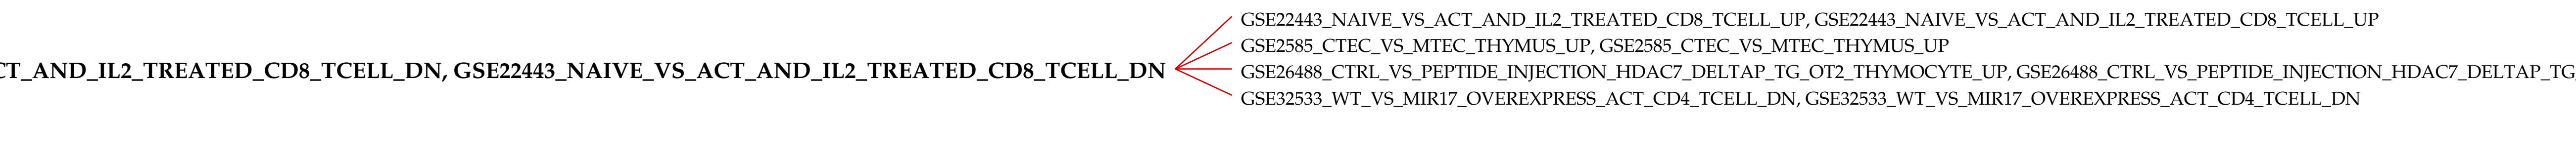 GSE22443_NAIVE_VS_ACT_AND_IL2_TREATED_CD8_TCELL_UP, GSE22443_NAIVE_VS_ACT_AND_IL2_TREATED_CD8_TCELL_UP
GSE2585_CTEC_VS_MTEC_THYMUS_UP, GSE2585_CTEC_VS_MTEC_THYMUS_UP
CT_AND_IL2_TREATED_CD8_TCELL_DN, GSE22443_NAIVE_VS_ACT_AND_IL2_TREATED_CD8_TCELL_DN
GSE26488_CTRL_VS_PEPTIDE_INJECTION_HDAC7_DELTAP_TG_OT2_THYMOCYTE_UP, GSE26488_CTRL_VS_PEPTIDE_INJECTION_HDAC7_DELTAP_TG
GSE32533_WT_VS_MIR17_OVEREXPRESS_ACT_CD4_TCELL_DN, GSE32533_WT_VS_MIR17_OVEREXPRESS_ACT_CD4_TCELL_DN